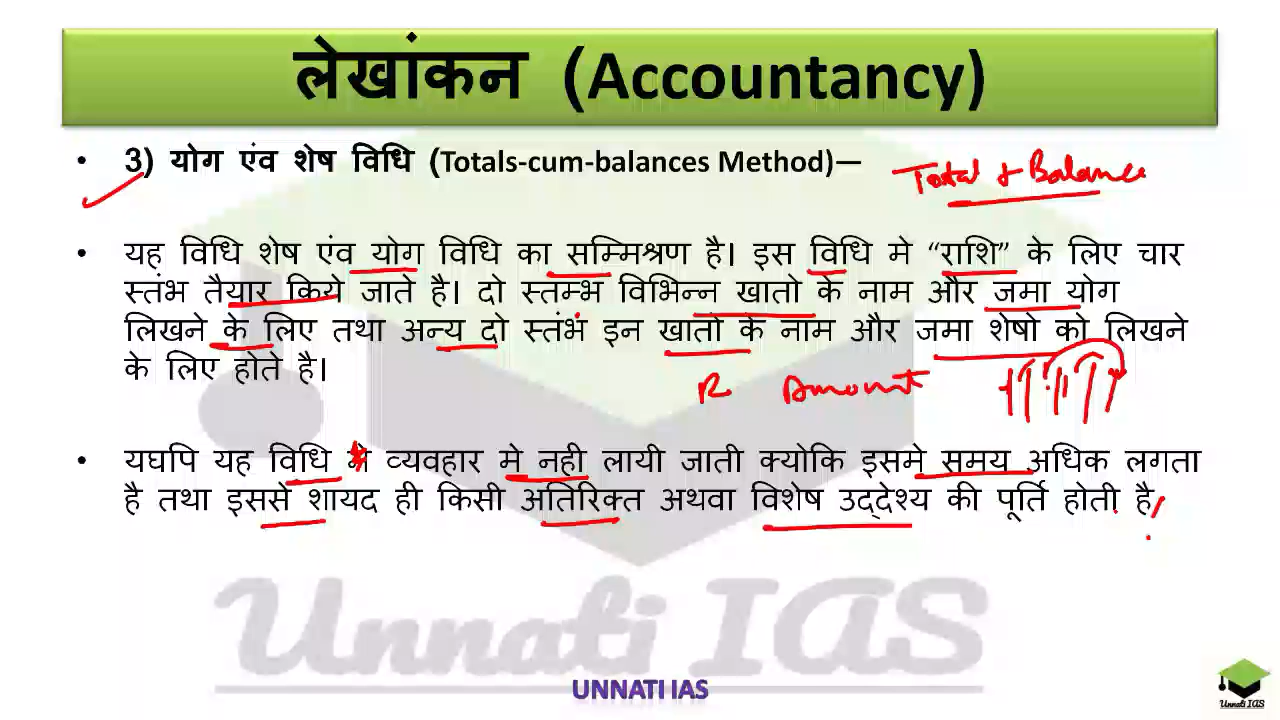 लेखांकन (Accountancy)
• 3) योग एंव शेष विधि (Totals-cum-balances Method)—
Total & Balance
• यह विधि शेष एंव योग विधि का सम्मिश्रण है। इस विधि मे “राशि” के लिए चार
स्तंभ तैयार किये जाते है। दो स्तम्भ विभिन्न खातो के नाम और जमा योग
लिखने के लिए तथा अन्य दो स्तंभ इन खातो के नाम और जमा शेषो को लिखने
के लिए होते है।
Amount
• यघपि यह विधि मे व्यवहार मे नही लायी जाती क्योकि इसमे समय अधिक लगता
है तथा इससे शायद ही किसी अतिरिक्त अथवा विशेष उद्देश्य की पूर्ति होती है
Unnati IAS
UNNATI IAS
Unnati IAS